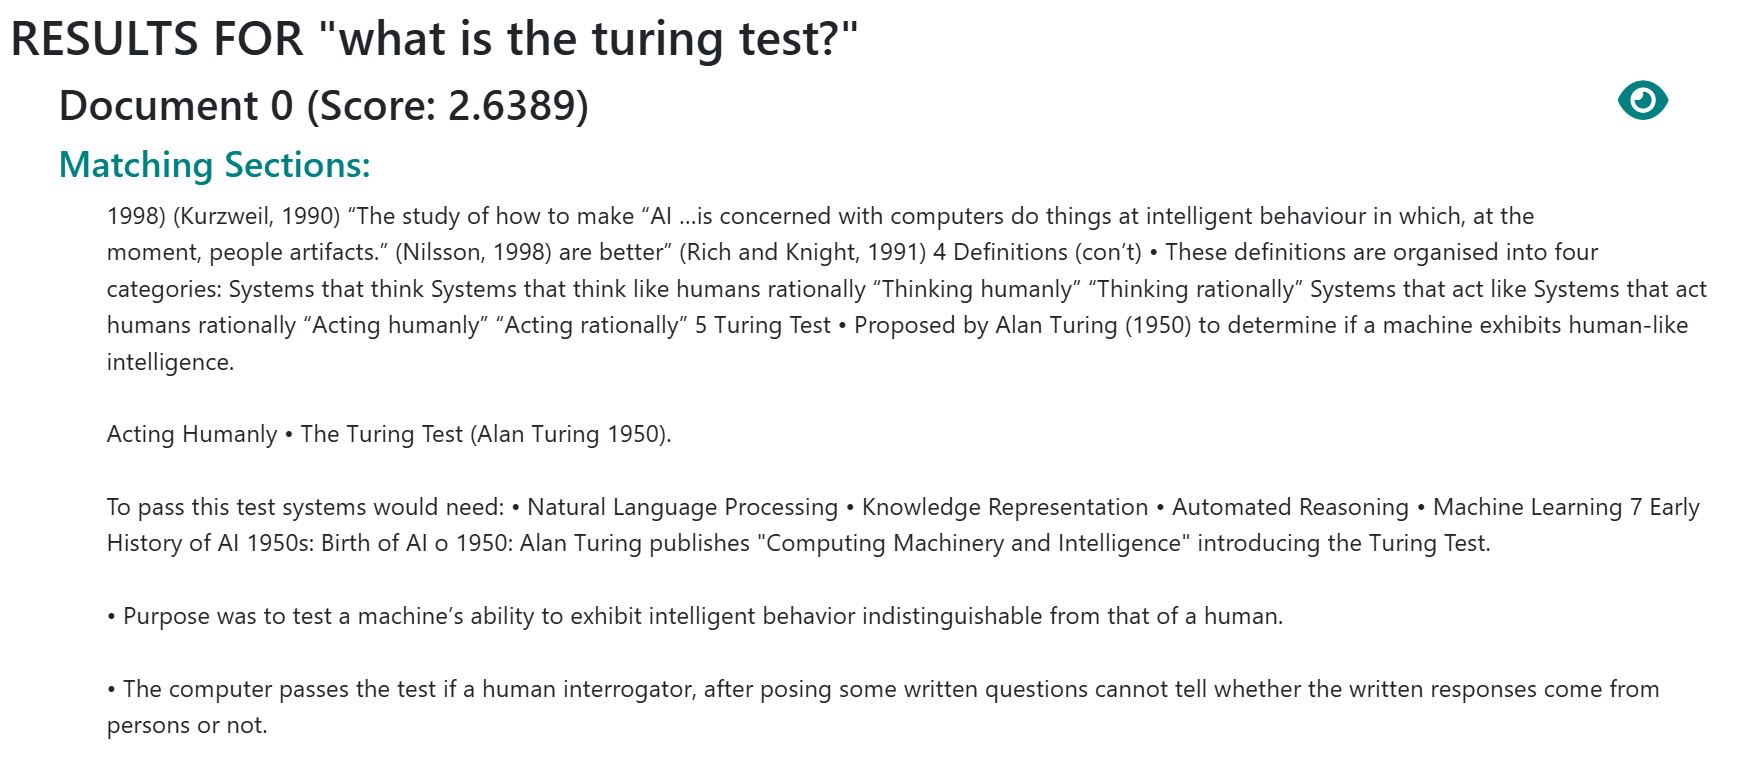 RESULTS FOR "what is the turing test?"
Document 0 (Score: 2.6389)
Matching Sections:
1998) (Kurzweil, 1990) “The study of how to make “AI …is concerned with computers do things at intelligent behaviour in which, at the
moment, people artifacts.” (Nilsson, 1998) are better” (Rich and Knight, 1991) 4 Definitions (con’t) • These definitions are organised into four
categories: Systems that think Systems that think like humans rationally “Thinking humanly” “Thinking rationally” Systems that act like Systems that act
humans rationally “Acting humanly” “Acting rationally” 5 Turing Test • Proposed by Alan Turing (1950) to determine if a machine exhibits human-like
intelligence.
Acting Humanly • The Turing Test (Alan Turing 1950).
To pass this test systems would need: • Natural Language Processing • Knowledge Representation • Automated Reasoning • Machine Learning 7 Early
History of AI 1950s: Birth of AI o 1950: Alan Turing publishes "Computing Machinery and Intelligence" introducing the Turing Test.
• Purpose was to test a machine’s ability to exhibit intelligent behavior indistinguishable from that of a human.
• The computer passes the test if a human interrogator, after posing some written questions cannot tell whether the written responses come from
persons or not.